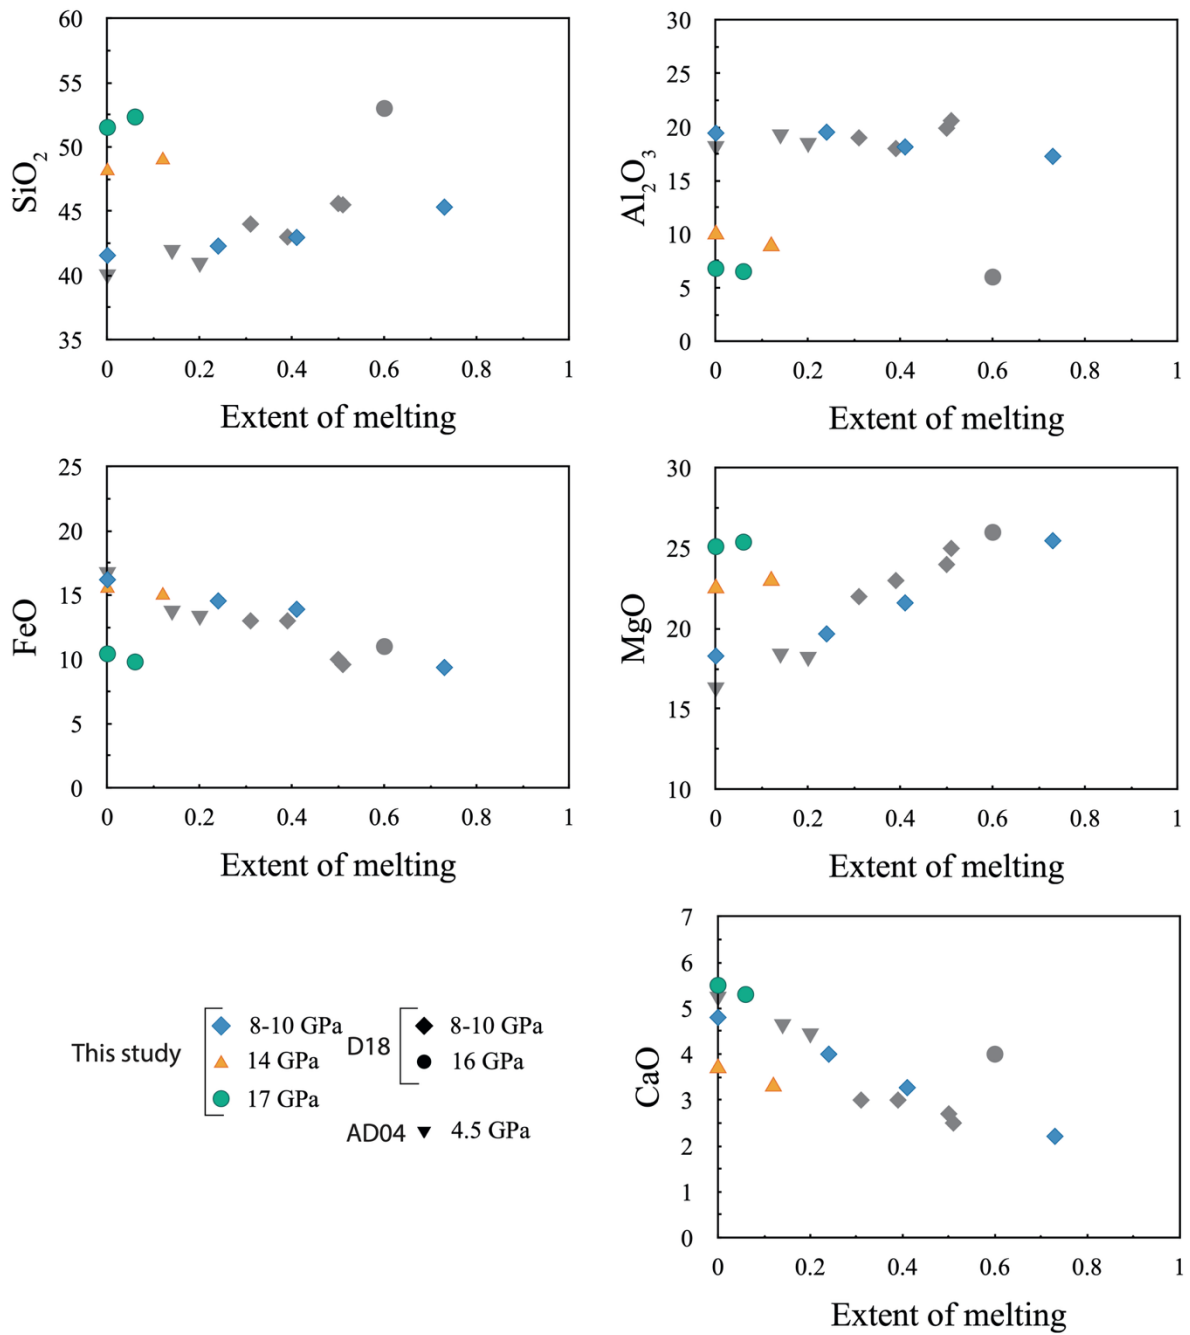 60
55
50
45
40
35
SiO2
0 0.2 0.4 0.6 0.8 1
Extent of melting
30
25
20
15
10
5
0
Al2O3
0 0.2 0.4 0.6 0.8 1
Extent of melting
25
20
15
10
5
0
FeO
0 0.2 0.4 0.6 0.8 1
Extent of melting
30
25
20
15
10
MgO
0 0.2 0.4 0.6 0.8 1
Extent of melting
This study
8-10 GPa
14 GPa
17 GPa
D18
8-10 GPa
16 GPa
AD04
4.5 GPa
7
6
5
4
3
2
1
0
CaO
0 0.2 0.4 0.6 0.8 1
Extent of melting